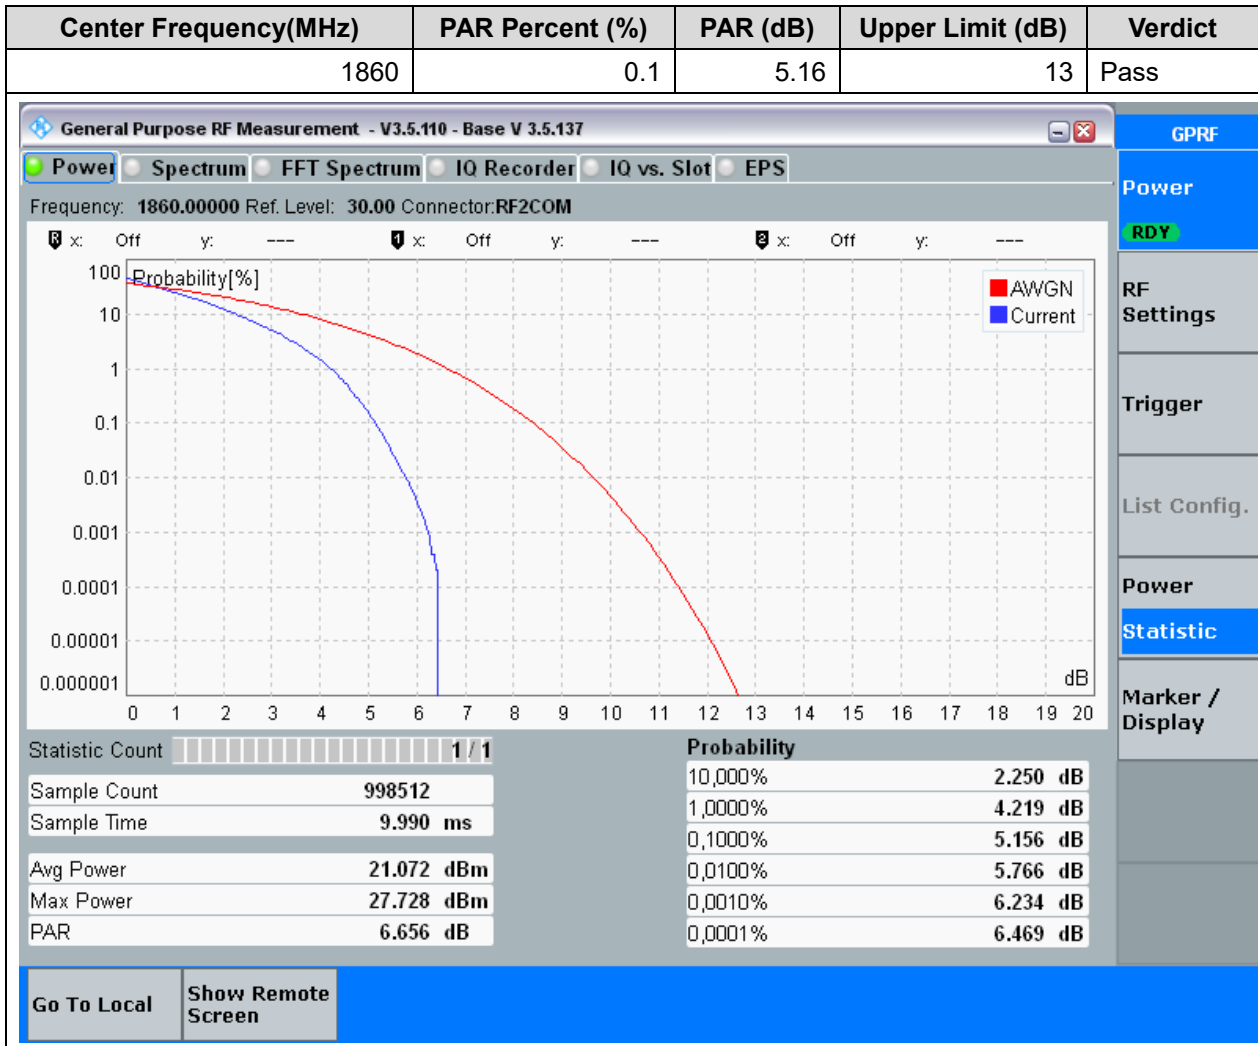 Center Frequency(MHz) PAR Percent (%) PAR (dB) Upper Limit (dB) Verdict
1860 0.1 5.16 13 Pass
General Purpose RF Measurement - V3.5.110 - Base V 3.5.137
GPRF
Power Spectrum FFT Spectrum IQ Recorder IQ vs. Slot EPS
Frequency: 1860.00000 Ref. Level: 30.00 Connector:RF2COM
R x: Off y: --- 1 x: Off y: --- 2 x: Off y: ---
Probability[%]
100
10
1
0.1
0.01
0.001
0.0001
0.00001
0.000001
AWGN
Current
dB
0 1 2 3 4 5 6 7 8 9 10 11 12 13 14 15 16 17 18 19 20
Statistic Count 1 / 1
Sample Count 998512
Sample Time 9.990 ms
Avg Power 21.072 dBm
Max Power 27.728 dBm
PAR 6.656 dB
Probability
10,000% 2.250 dB
1,0000% 4.219 dB
0,1000% 5.156 dB
0,0100% 5.766 dB
0,0010% 6.234 dB
0,0001% 6.469 dB
Power
RDY
RF
Settings
Trigger
List Config.
Power
Statistic
Marker /
Display
Go To Local
Show Remote
Screen